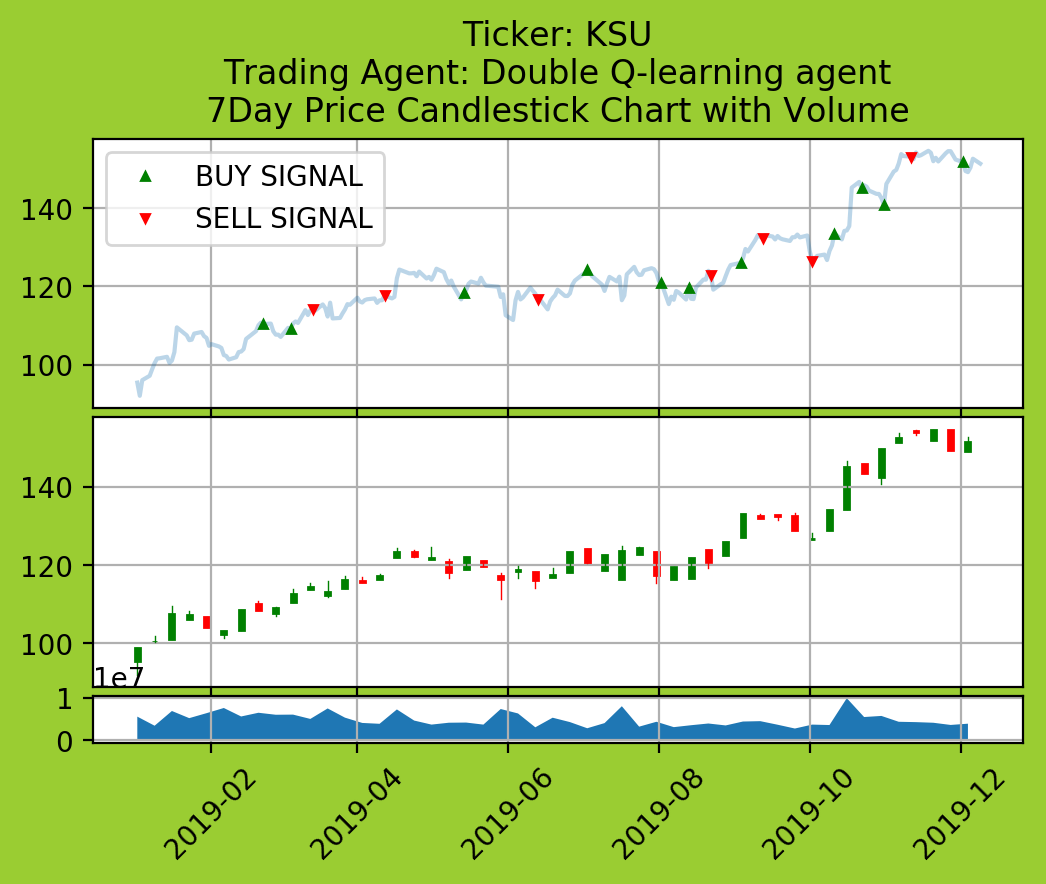 Ticker: KSU
Trading Agent: Double Q-learning agent
7Day Price Candlestick Chart with Volume
BUY SIGNAL
SELL SIGNAL
140
120
100
140
120
100
1e7
1
0
2019-02 2019-04 2019-06 2019-08 2019-10 2019-12